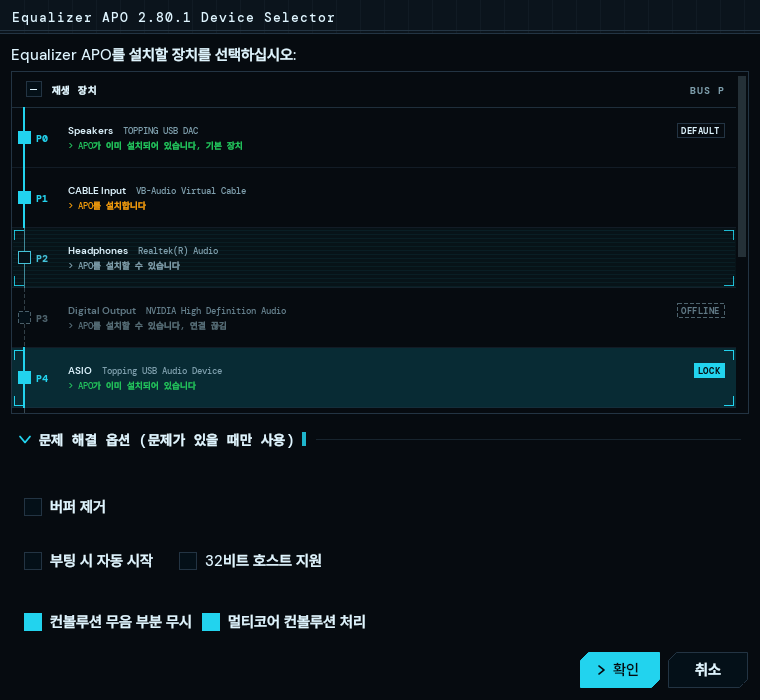 Equalizer APO 2.80.1 Device Selector
Equalizer APO를 설치할 장치를 선택하십시오:
재생 장치 BUS P
P0 Speakers TOPPING USB DAC DEFAULT
> APO가 이미 설치되어 있습니다, 기본 장치
P1 CABLE Input VB-Audio Virtual Cable
> APO를 설치합니다
P2 Headphones Realtek(R) Audio
> APO를 설치할 수 있습니다
P3 Digital Output NVIDIA High Definition Audio OFFLINE
> APO를 설치할 수 있습니다, 연결 끊김
P4 ASIO Topping USB Audio Device LOCK
> APO가 이미 설치되어 있습니다
문제 해결 옵션 (문제가 있을 때만 사용)
버퍼 제거
부팅 시 자동 시작 32비트 호스트 지원
컨볼루션 무음 부분 무시 멀티코어 컨볼루션 처리
확인 취소